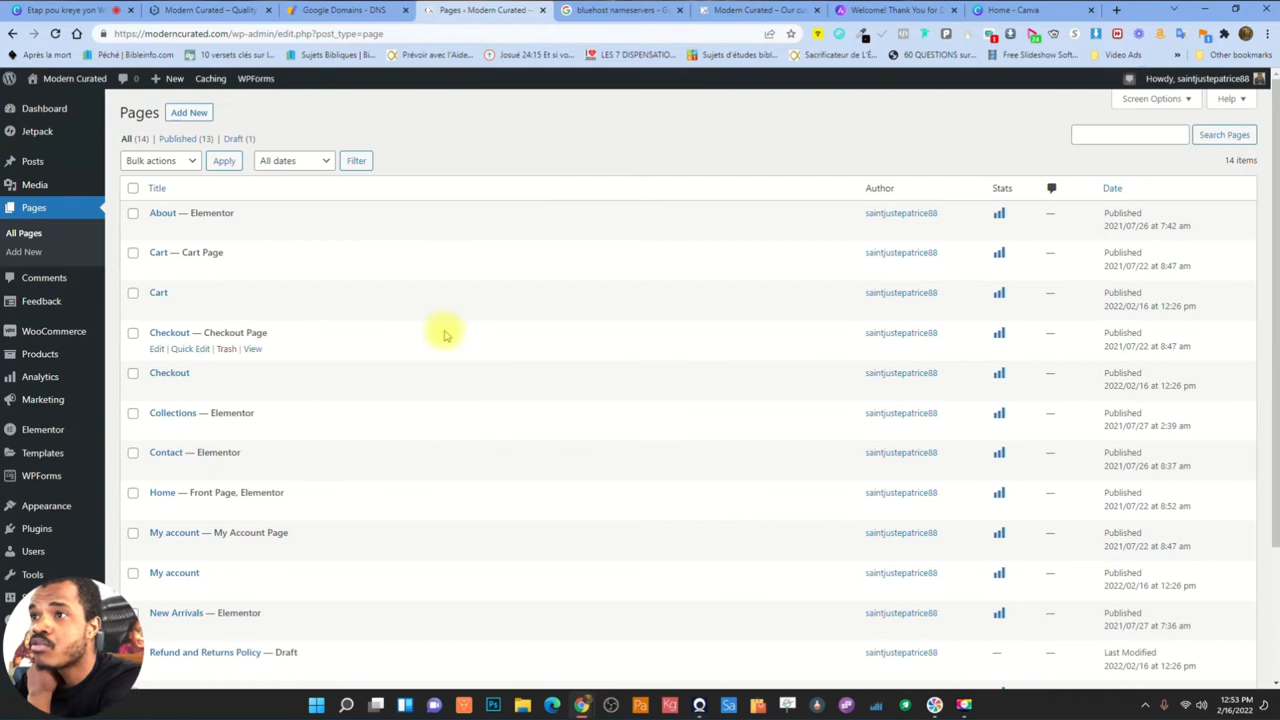 Etap pou kreye yon W
Modern Curated – Quality
Google Domains - DNS
Pages ‹ Modern Curated —
bluehost nameservers - G
Modern Curated – Our cu
Welcome! Thank You for D
Home - Canva
https://moderncurated.com/wp-admin/edit.php?post_type=page
Après la mort
Péché | Bibleinfo.com
10 versets clés sur l...
Sujets Bibliques |...
Prévoir avec l'Aide...
Josué 24:15 Et si vo...
LES 7 DISPENSATIO...
Sujets d'études bibl...
Sacrificateur de l'É...
60 QUESTIONS sur...
Free Slideshow Soft...
Video Ads
»
Other bookmarks
Modern Curated
0
+ New
Caching
WPForms
Howdy, saintjustepatrice88
Dashboard
Jetpack
Posts
Media
Pages
All Pages
Add New
Comments
Feedback
WooCommerce
Products
Analytics
Marketing
Elementor
Templates
WPForms
Appearance
Plugins
Users
Tools
Pages
Add New
Screen Options ▼
Help ▼
All (14) | Published (13) | Draft (1)
Search Pages
Bulk actions
Apply
All dates
Filter
14 items
Title Author Stats Date
About — Elementor saintjustepatrice88 — Published
2021/07/26 at 7:42 am
Cart — Cart Page saintjustepatrice88 — Published
2021/07/22 at 8:47 am
Cart saintjustepatrice88 — Published
2022/02/16 at 12:26 pm
Checkout — Checkout Page saintjustepatrice88 — Published
Edit | Quick Edit | Trash | View 2021/07/22 at 8:47 am
Checkout saintjustepatrice88 — Published
2022/02/16 at 12:26 pm
Collections — Elementor saintjustepatrice88 — Published
2021/07/27 at 2:39 am
Contact — Elementor saintjustepatrice88 — Published
2021/07/26 at 8:37 am
Home — Front Page, Elementor saintjustepatrice88 — Published
2021/07/22 at 8:52 am
My account — My Account Page saintjustepatrice88 — Published
2021/07/22 at 8:47 am
My account saintjustepatrice88 — Published
2022/02/16 at 12:26 pm
New Arrivals — Elementor saintjustepatrice88 — Published
2021/07/27 at 7:36 am
Refund and Returns Policy — Draft saintjustepatrice88 — — Last Modified
2022/02/16 at 12:26 pm
12:53 PM
2/16/2022